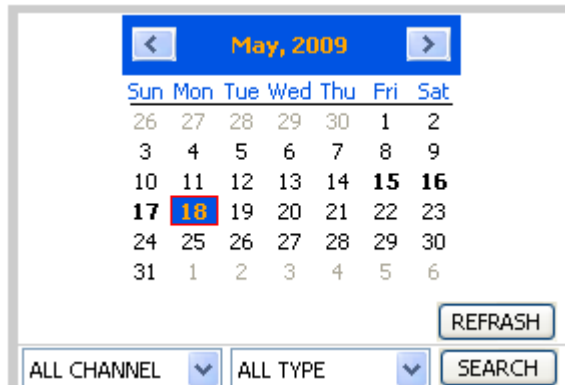 May, 2009
Sun Mon Tue Wed Thu Fri Sat
26 27 28 29 30 1 2
3 4 5 6 7 8 9
10 11 12 13 14 15 16
17 18 19 20 21 22 23
24 25 26 27 28 29 30
31 1 2 3 4 5 6
REFRASH
ALL CHANNEL ALL TYPE SEARCH